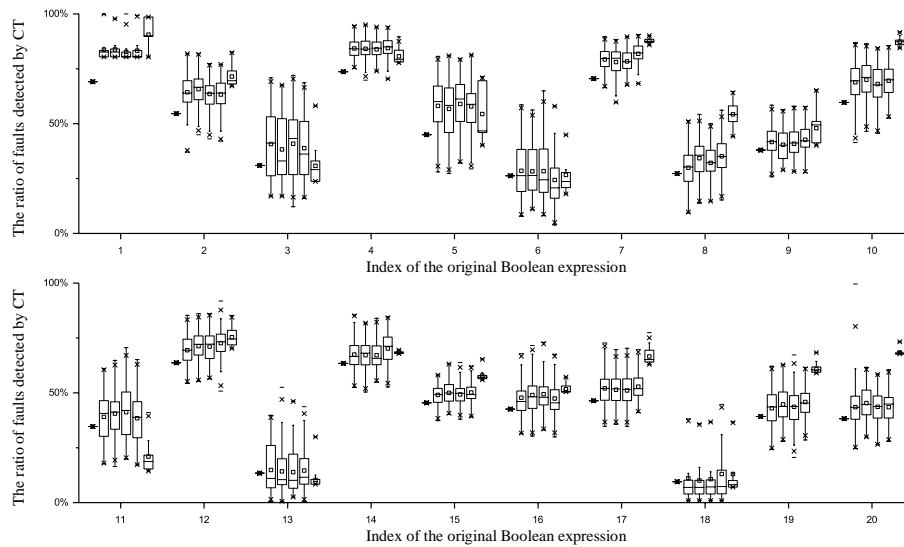 The ratio of faults detected by CT
100%
50%
0%
1 2 3 4 5 6 7 8 9 10
Index of the original Boolean expression
The ratio of faults detected by CT
100%
50%
0%
11 12 13 14 15 16 17 18 19 20
Index of the original Boolean expression